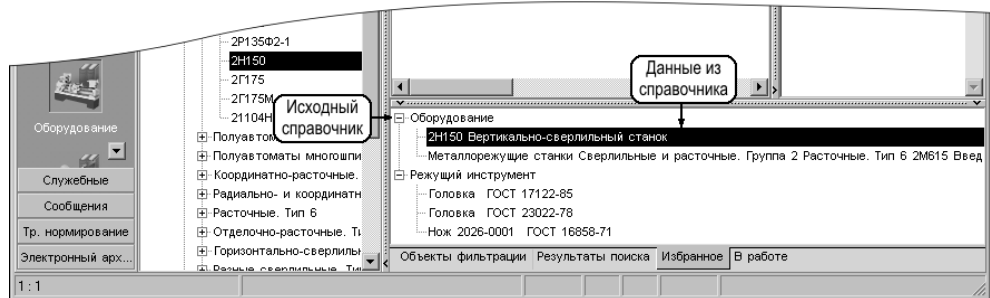 2Р135Ф2-1
2Н150
2Г175
2Г175М
21104Н
Полуавтом
Полуавтоматы многошпи
Координатно-расточные.
Радиально- и координатн
Расточные. Тип 6
Отделочно-расточные. Ти
Горизонтально-сверлильн
Разные сверлильные. Тип
Оборудование
Служебные
Сообщения
Тр. нормирование
Электронный арх...
Исходный
справочник
Данные из
справочника
Оборудование
2Н150 Вертикально-сверлильный станок
Металлорежущие станки Сверлильные и расточные. Группа 2 Расточные. Тип 6 2М615 Введ
Режущий инструмент
Головка ГОСТ 17122-85
Головка ГОСТ 23022-78
Нож 2026-0001 ГОСТ 16858-71
Объекты фильтрации Результаты поиска Избранное В работе
1:1